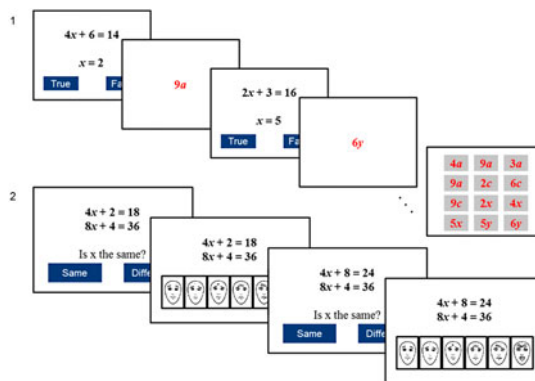 1
4x + 6 = 14
x = 2
True
9a
2x + 3 = 16
x = 5
True
6y
4a 9a 3a
9a 2c 6c
9c 2x 4x
5x 5y 6y
2
4x + 2 = 18
8x + 4 = 36
Is x the same?
Same
4x + 2 = 18
8x + 4 = 36
4x + 8 = 24
8x + 4 = 36
Is x the same?
Same
4x + 8 = 24
8x + 4 = 36